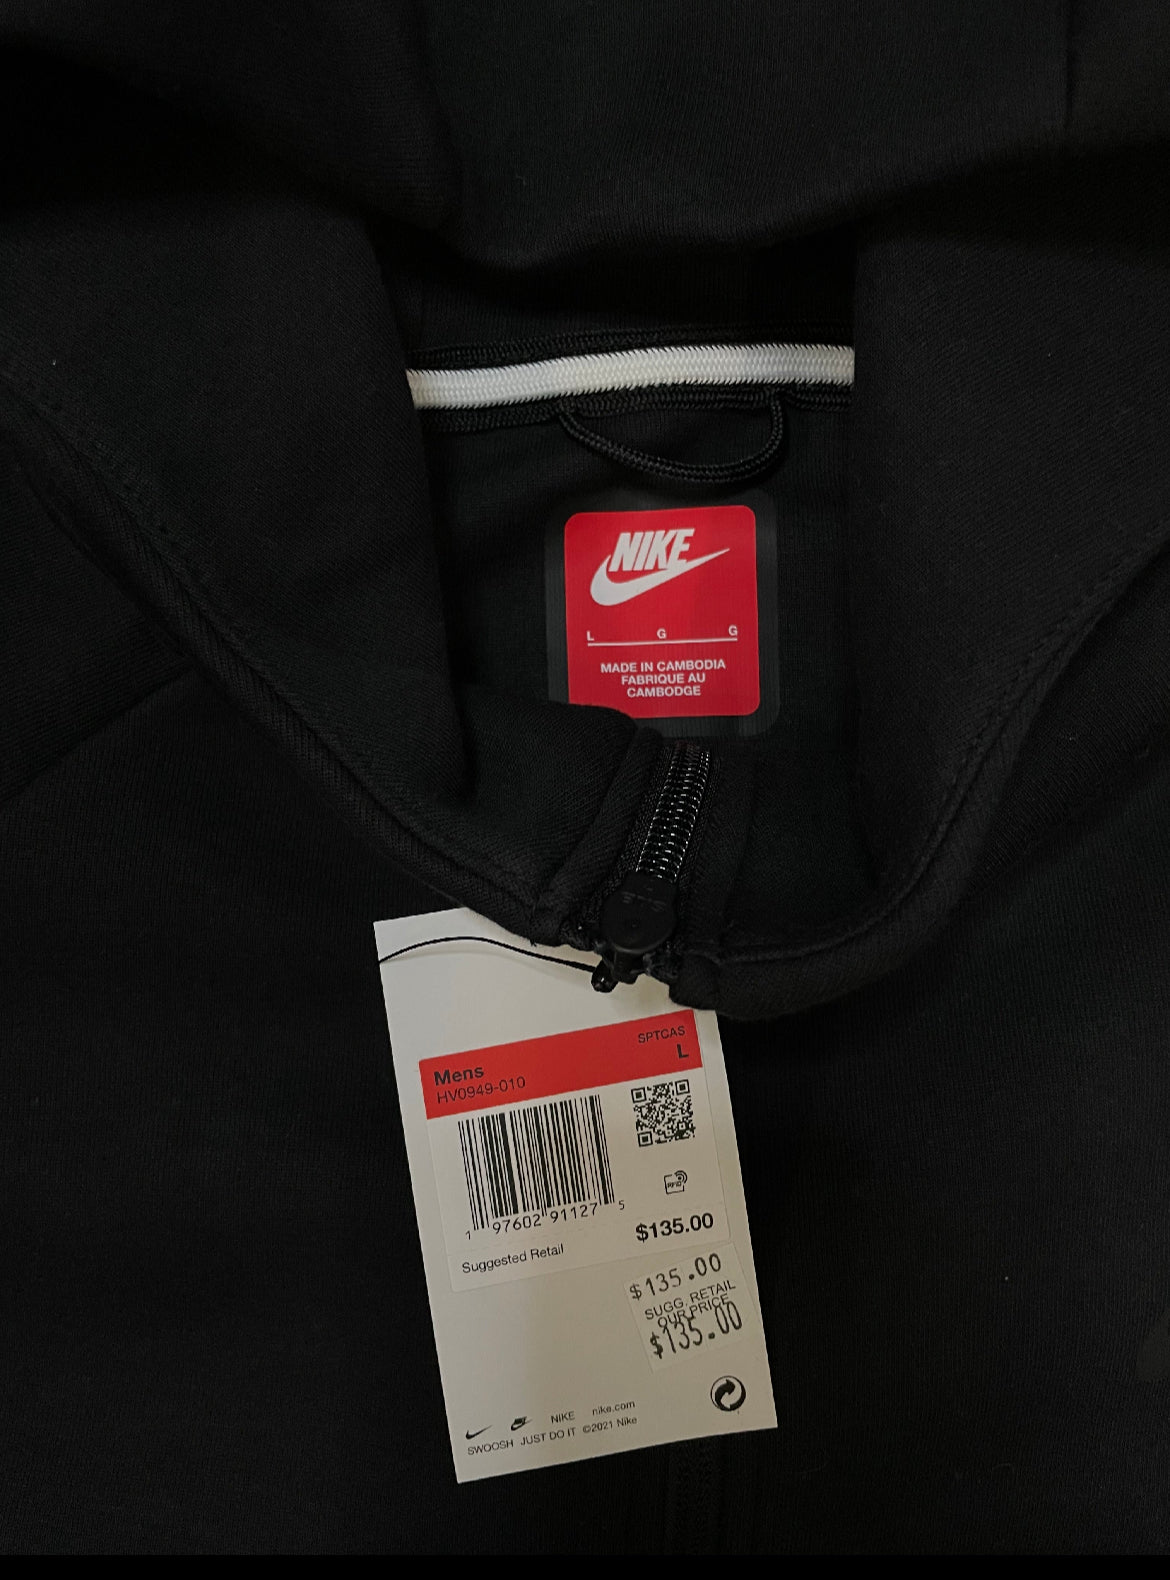 NIKE
L G G
MADE IN CAMBODIA
FABRIQUE AU
CAMBODGE
SPTCAS
Mens L
HV0949-010
RFID
1 97602 91127 5
Suggested Retail $135.00
$135.00
SUGG. RETAIL
OUR PRICE
$135.00
NIKE nike.com
SWOOSH JUST DO IT ©2021 Nike